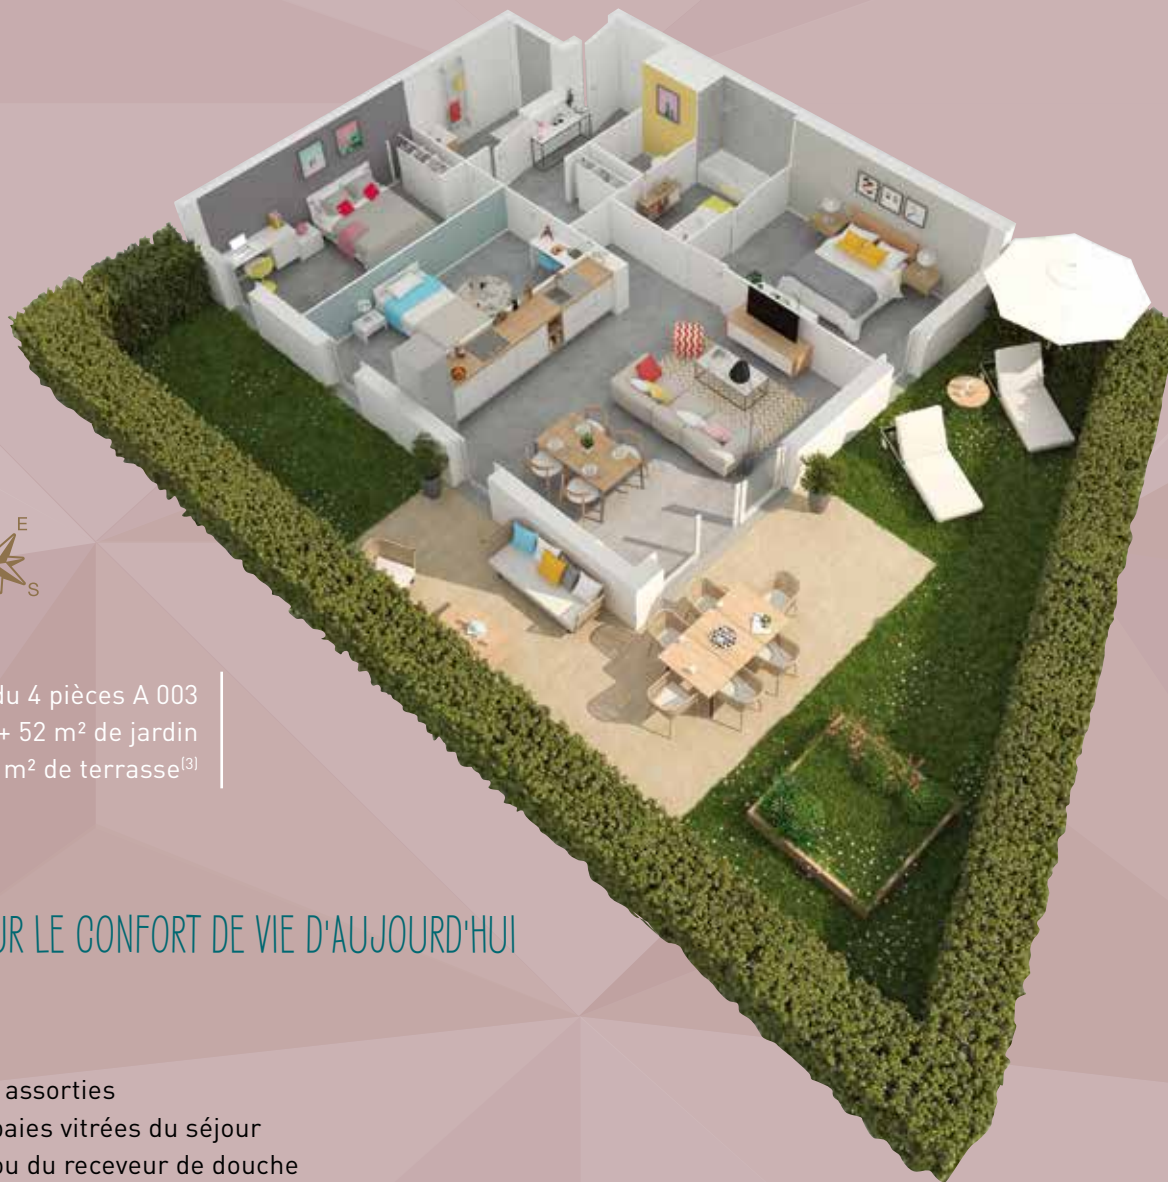 E
S
du 4 pièces A 003
+ 52 m² de jardin
m² de terrasse(3)
UR LE CONFORT DE VIE D'AUJOURD'HUI
assorties
baies vitrées du séjour
ou du receveur de douche